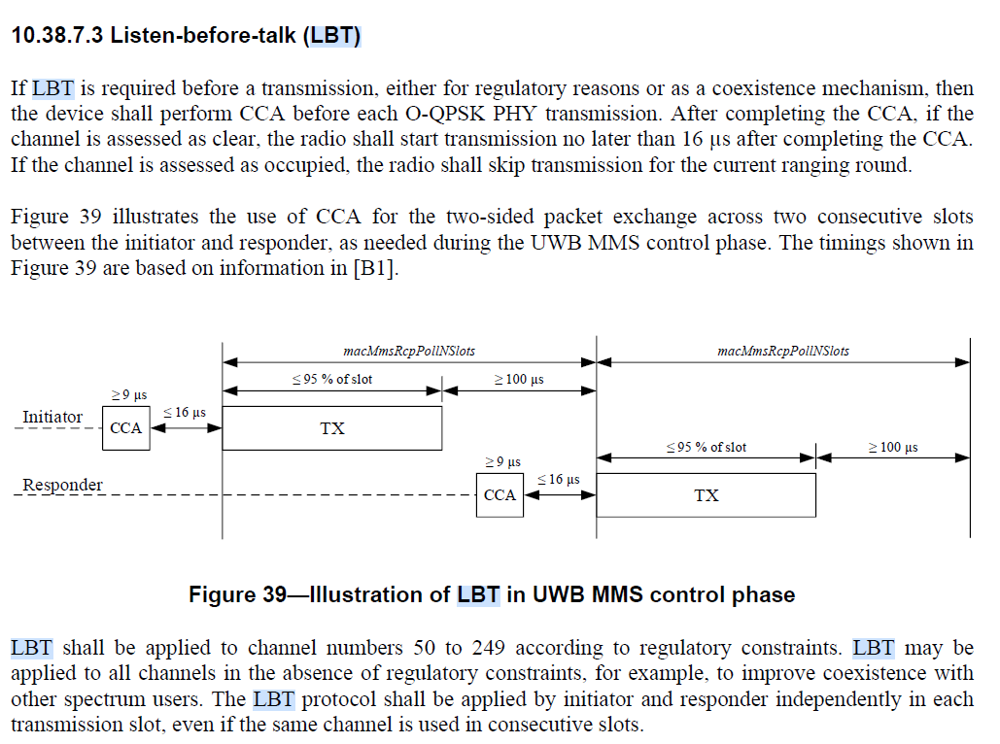 10.38.7.3 Listen-before-talk (LBT)
If LBT is required before a transmission, either for regulatory reasons or as a coexistence mechanism, then
the device shall perform CCA before each O-QPSK PHY transmission. After completing the CCA, if the
channel is assessed as clear, the radio shall start transmission no later than 16 µs after completing the CCA.
If the channel is assessed as occupied, the radio shall skip transmission for the current ranging round.
Figure 39 illustrates the use of CCA for the two-sided packet exchange across two consecutive slots
between the initiator and responder, as needed during the UWB MMS control phase. The timings shown in
Figure 39 are based on information in [B1].
macMmsRcpPollNSlots
macMmsRcpPollNSlots
≤95 % of slot
≥100 µs
≥9 µs
≤16 µs
Initiator
CCA
TX
≤95 % of slot
≥100 µs
≥9 µs
≤16 µs
Responder
CCA
TX
Figure 39—Illustration of LBT in UWB MMS control phase
LBT shall be applied to channel numbers 50 to 249 according to regulatory constraints. LBT may be
applied to all channels in the absence of regulatory constraints, for example, to improve coexistence with
other spectrum users. The LBT protocol shall be applied by initiator and responder independently in each
transmission slot, even if the same channel is used in consecutive slots.